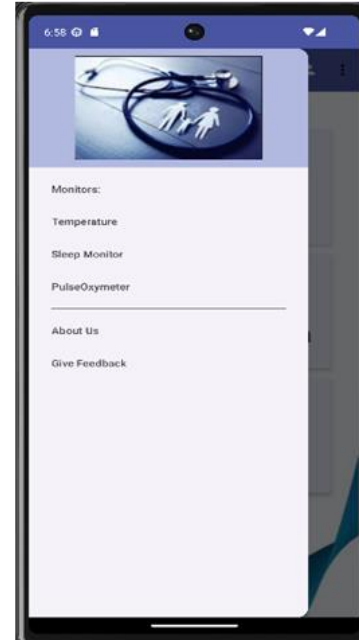 6:58
Monitors:
Temperature
Sleep Monitor
PulseOxymeter
About Us
Give Feedback